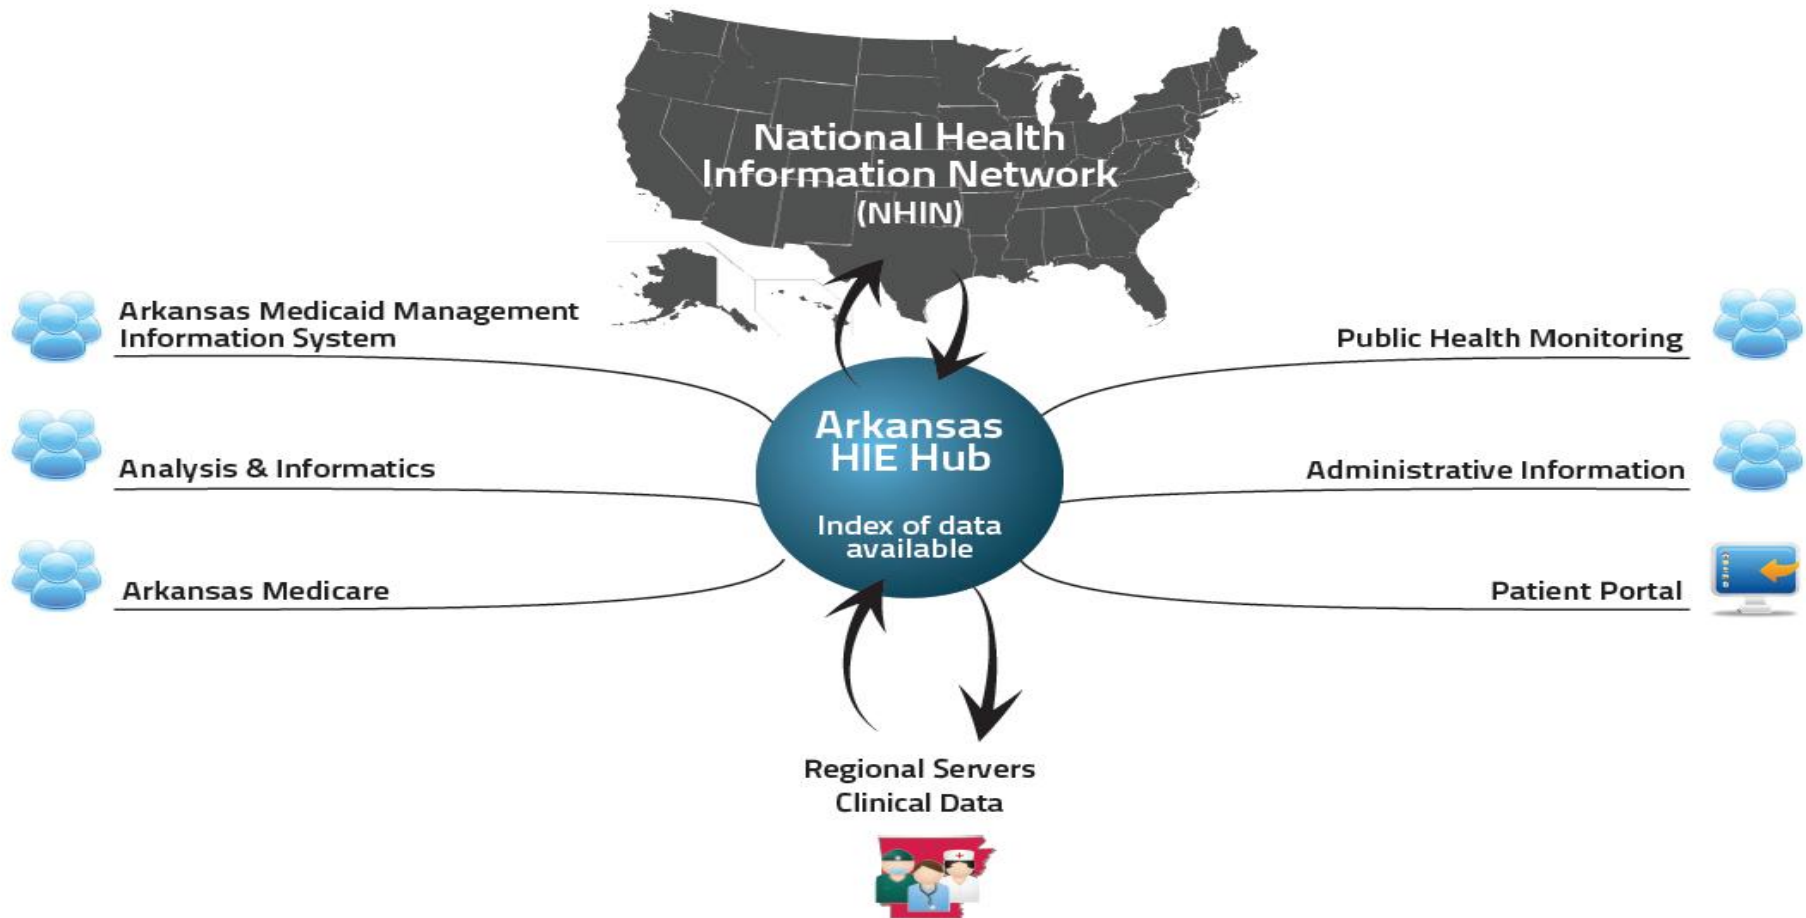 National Health
Information Network
(NHIN)
Arkansas Medicaid Management
Information System
Analysis & Informatics
Arkansas Medicare
Arkansas
HIE Hub
Index of data
available
Public Health Monitoring
Administrative Information
Patient Portal
Regional Servers
Clinical Data